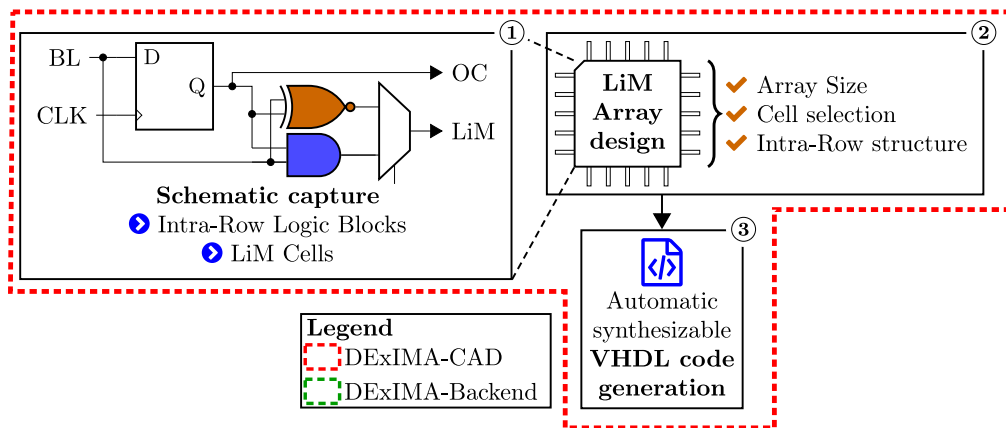 ①
BL
D
Q
OC
CLK
LiM
Schematic capture
Intra-Row Logic Blocks
LiM Cells
②
LiM
Array
design
Array Size
Cell selection
Intra-Row structure
③
</>
Automatic
synthesizable
VHDL code
generation
Legend
DExIMA-CAD
DExIMA-Backend